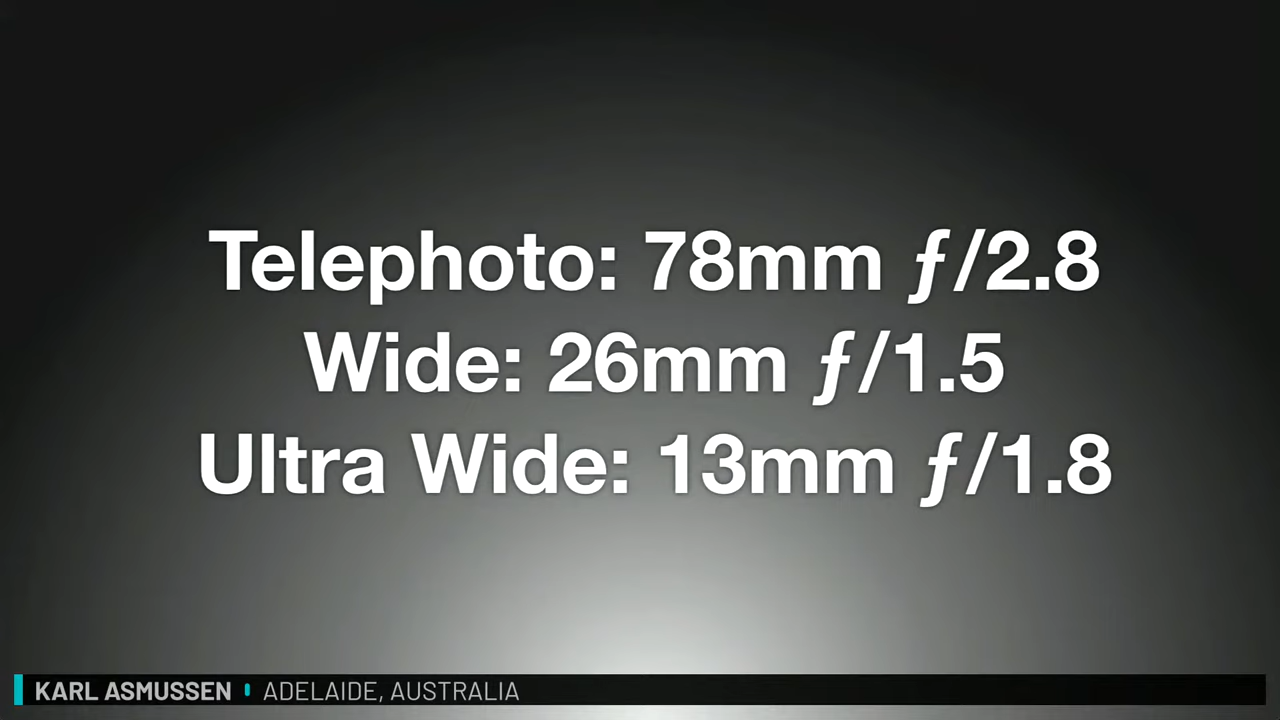 Telephoto: 78mm ƒ/2.8
Wide: 26mm ƒ/1.5
Ultra Wide: 13mm ƒ/1.8
KARL ASMUSSEN ADELAIDE, AUSTRALIA